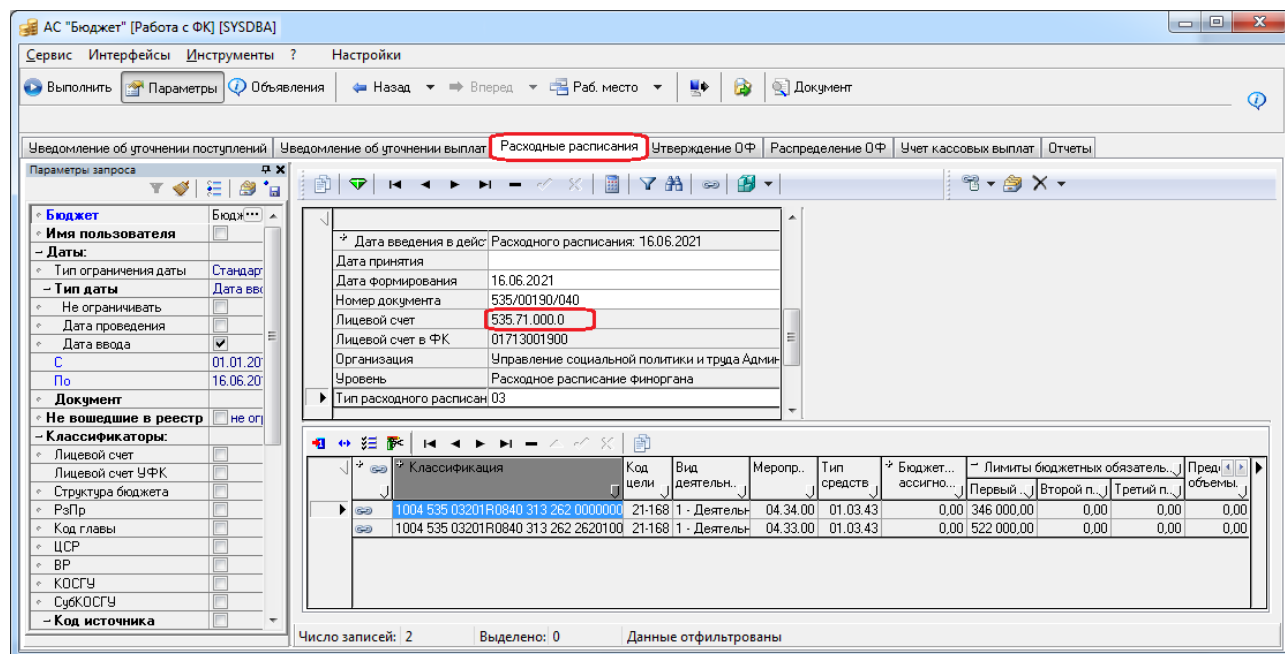 АС "Бюджет" [Работа с ФК] [SYSDBA]
Сервис Интерфейсы Инструменты ? Настройки
Выполнить Параметры Объявления Назад Вперед Раб. место Документ
Уведомление об уточнении поступлений Уведомление об уточнении выплат Расходные расписания Утверждение ОФ Распределение ОФ Учет кассовых выплат Отчеты
Параметры запроса
Бюджет Бюдж
Имя пользователя
Даты:
Тип ограничения даты Стандар
Тип даты Дата вв
Не ограничивать
Дата проведения
Дата ввода
С 01.01.20
По 16.06.20
Документ
Не вошедшие в реестр не огр
Классификаторы:
Лицевой счет
Лицевой счет УФК
Структура бюджета
РзПр
Код главы
ЦСР
ВР
КОСГУ
СубКОСГУ
Код источника
Дата введения в дейс Расходного расписания: 16.06.2021
Дата принятия
Дата формирования 16.06.2021
Номер документа 535/00190/040
Лицевой счет 535.71.000.0
Лицевой счет в ФК 01713001900
Организация Управление социальной политики и труда Админ
Уровень Расходное расписание финоргана
Тип расходного расписан 03
Классификация Код цели Вид деятельн.. Меропр.. Тип средств Бюджет... ассигно... Лимиты бюджетных обязатель.. Пред объемы.
Первый .. Второй п.. Третий п..
1004 535 03201R0840 313 262 0000000 21-168 1 - Деятельн 04.34.00 01.03.43 0,00 346 000,00 0,00 0,00 0,00
1004 535 03201R0840 313 262 2620100 21-168 1 - Деятельн 04.33.00 01.03.43 0,00 522 000,00 0,00 0,00 0,00
Число записей: 2 Выделено: 0 Данные отфильтрованы